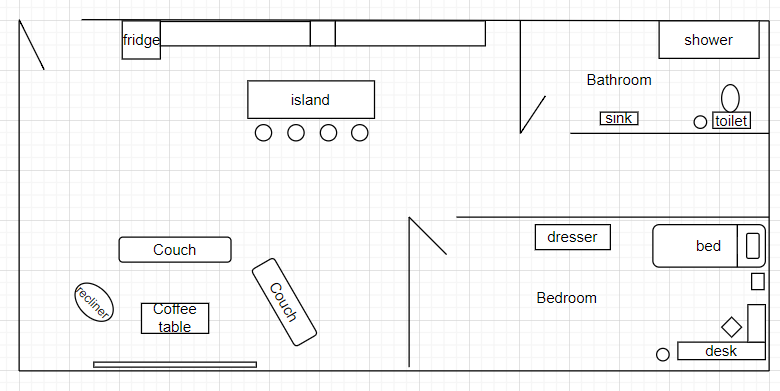 fridge
shower
Bathroom
island
sink
toilet
dresser
bed
Couch
Bedroom
recliner
Couch
Coffee
table
desk